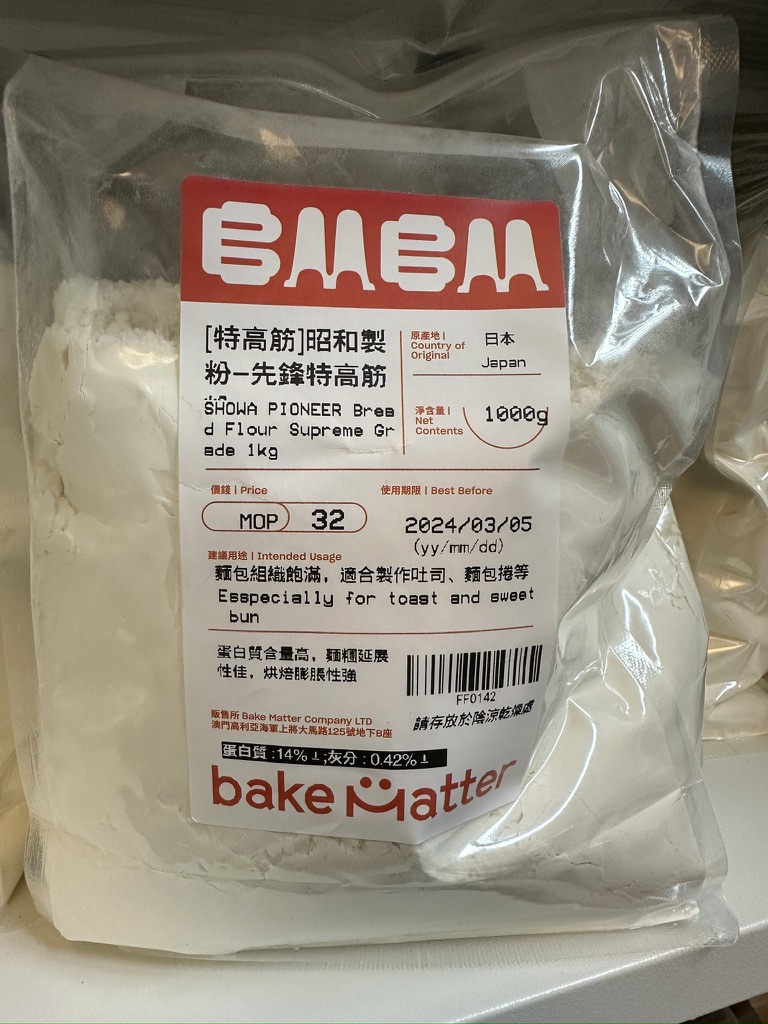 BMBM
[特高筋]昭和製
粉-先鋒特高筋
SHOWA PIONEER Brea
d Flour Supreme Gr
ade 1kg
原產地 |
Country of
Original
日本
Japan
淨含量 |
Net
Contents
1000g
價錢 | Price
MOP 32
使用期限 | Best Before
2024/03/05
(yy/mm/dd)
建議用途 | Intended Usage
麵包組織飽滿，適合製作吐司、麵包捲等
Esspecially for toast and sweet
bun
蛋白質含量高，麵糰延展
性佳，烘焙膨脹性強
FF0142
請存放於陰涼乾燥處
販售所 Bake Matter Company LTD
澳門高利亞海軍上將大馬路125號地下B座
蛋白質:14%±;灰分:0.42%±
bake Matter